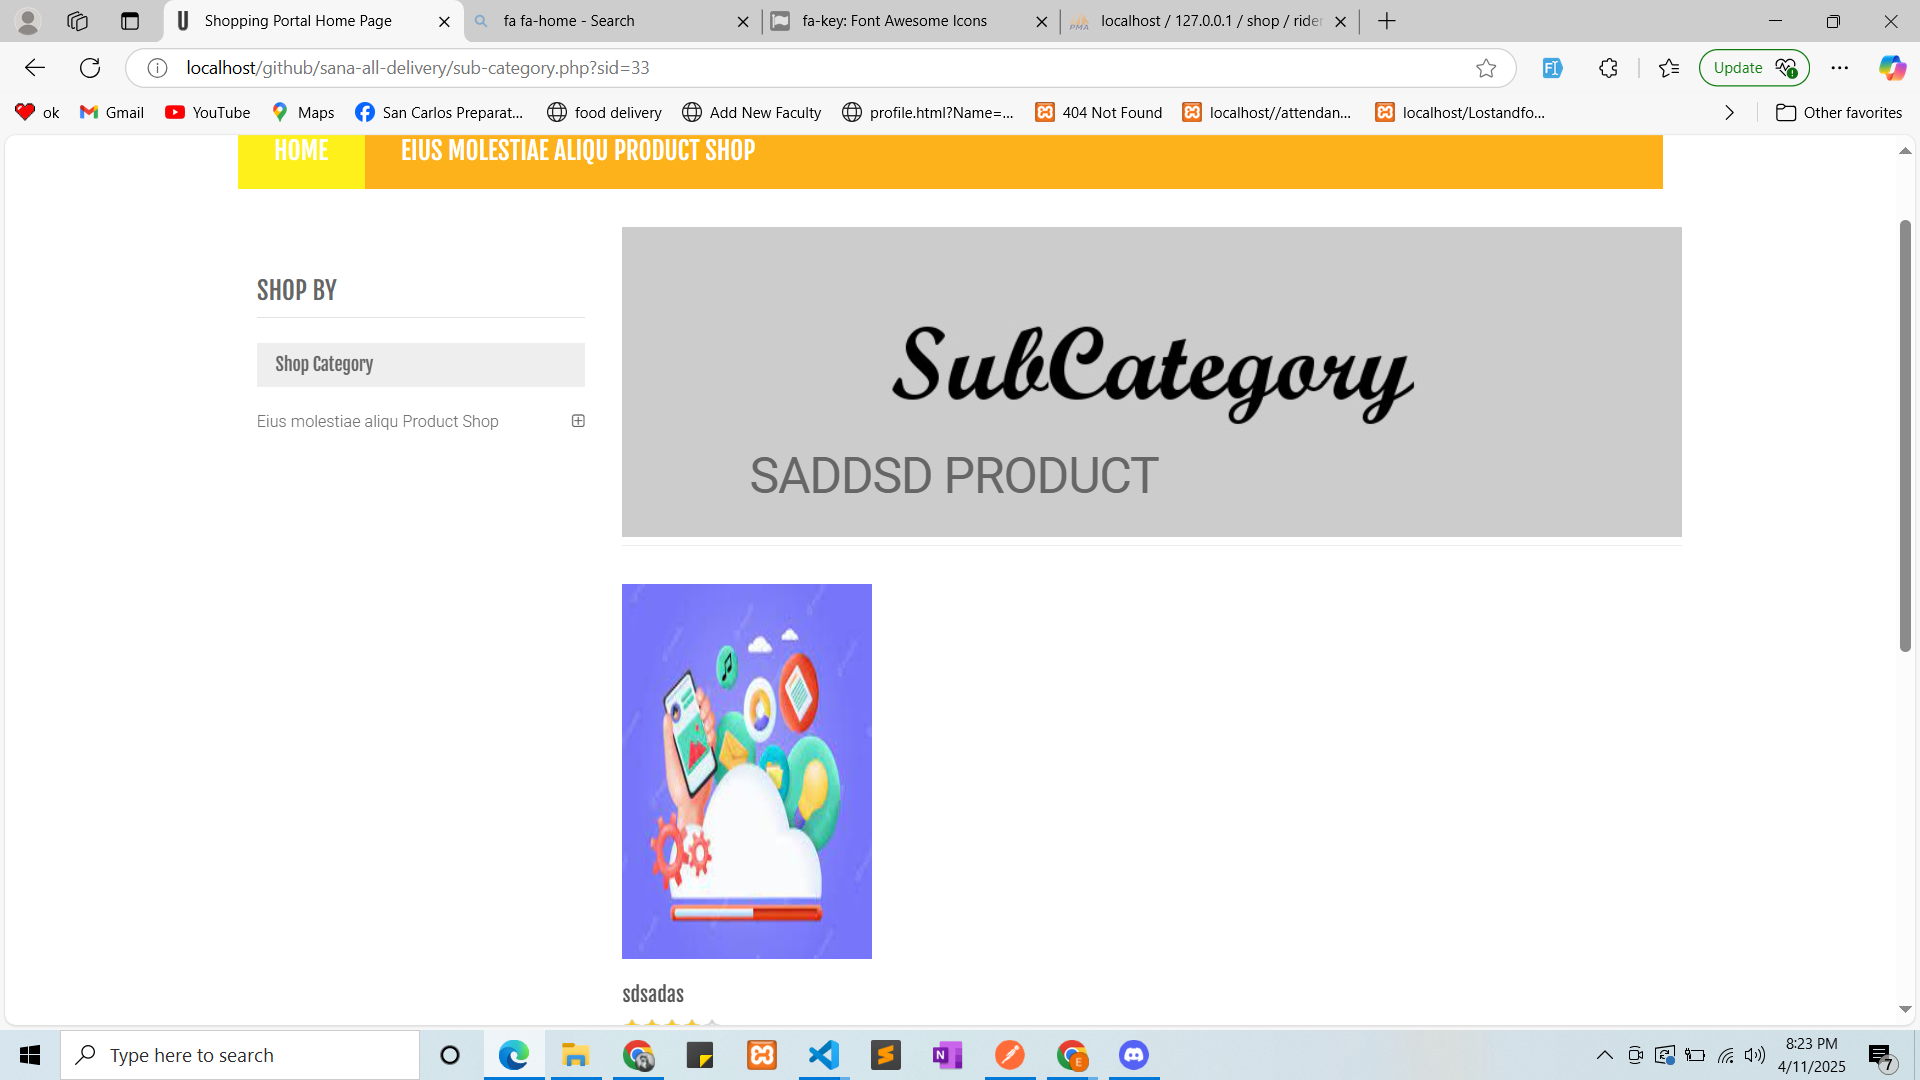 Shopping Portal Home Page
fa fa-home - Search
fa-key: Font Awesome Icons
PMA
localhost / 127.0.0.1 / shop / rider
localhost/github/sana-all-delivery/sub-category.php?sid=33
Update
ok
Gmail
YouTube
Maps
San Carlos Preparat...
food delivery
Add New Faculty
profile.html?Name=...
404 Not Found
localhost//attendan...
localhost/Lostandfo...
Other favorites
HOME
EIUS MOLESTIAE ALIQU PRODUCT SHOP
SHOP BY
Shop Category
Eius molestiae aliqu Product Shop
SubCategory
SADDSD PRODUCT
sdsadas
Type here to search
8:23 PM
4/11/2025
7